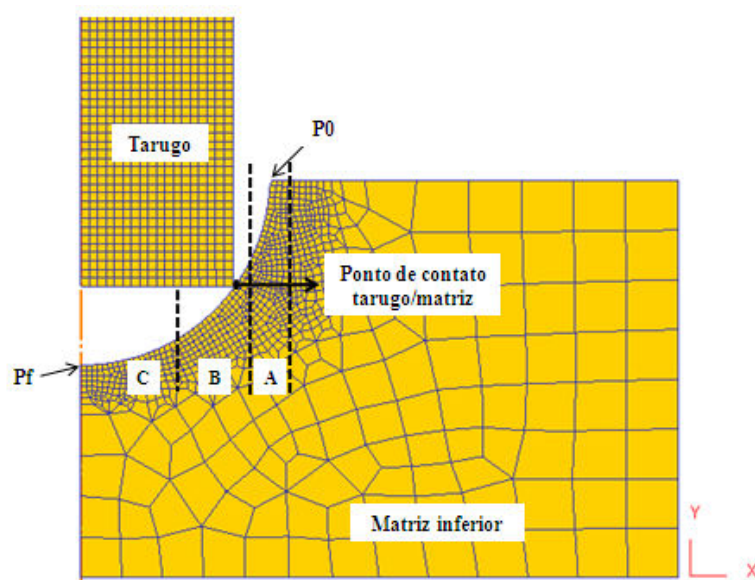 P0
Tarugo
Ponto de contato
tarugo/matriz
Pf
C
B
A
Matriz inferior
Y
X